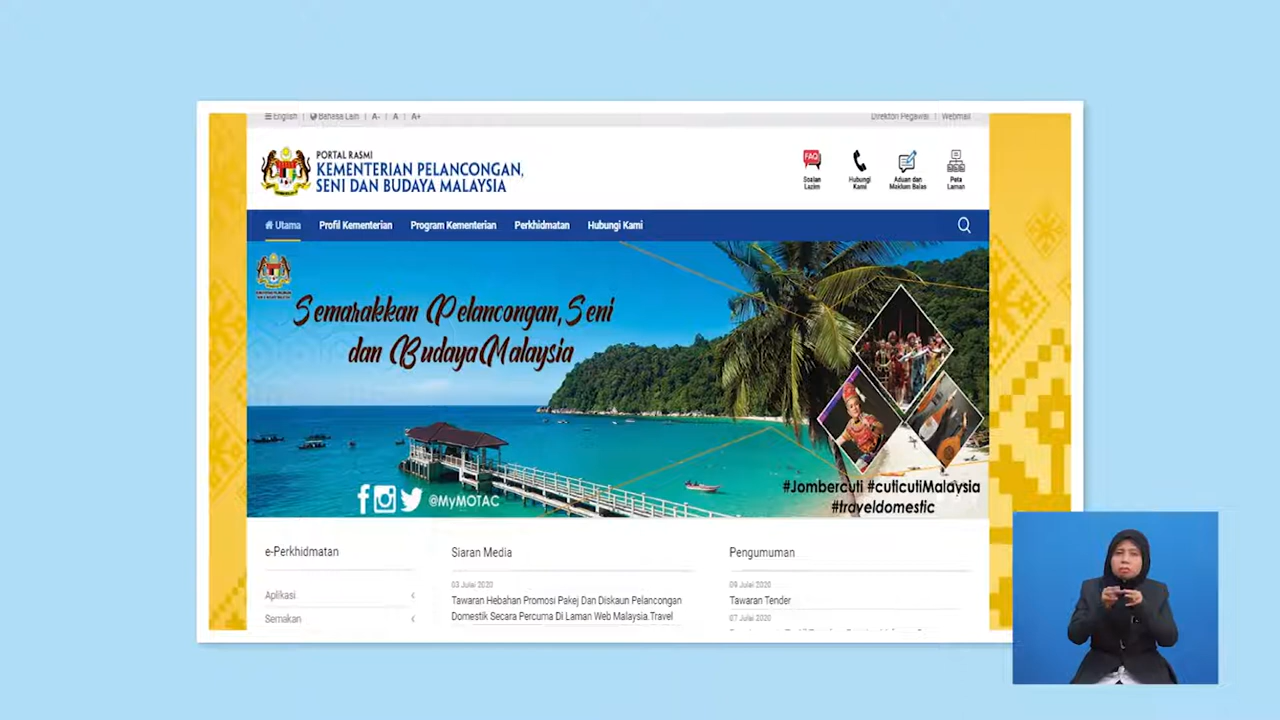 English | Bahasa Lain | A- | A | A+
Direktori Pegawai | Webmail
PORTAL RASMI
KEMENTERIAN PELANCONGAN,
SENI DAN BUDAYA MALAYSIA
FAQ
Soalan
Lazim
Hubungi
Kami
Aduan dan
Maklum Balas
Peta
Laman
Utama
Profil Kementerian
Program Kementerian
Perkhidmatan
Hubungi Kami
Semarakkan Pelancongan, Seni
dan Budaya Malaysia
@MyMOTAC
#Jombercuti #cuticutiMalaysia
#traveldomestic
e-Perkhidmatan
Aplikasi
Semakan
Siaran Media
03 Julai 2020
Tawaran Hebahan Promosi Pakej Dan Diskaun Pelancongan
Domestik Secara Percuma Di Laman Web Malaysia.Travel
Pengumuman
09 Julai 2020
Tawaran Tender
07 Julai 2020